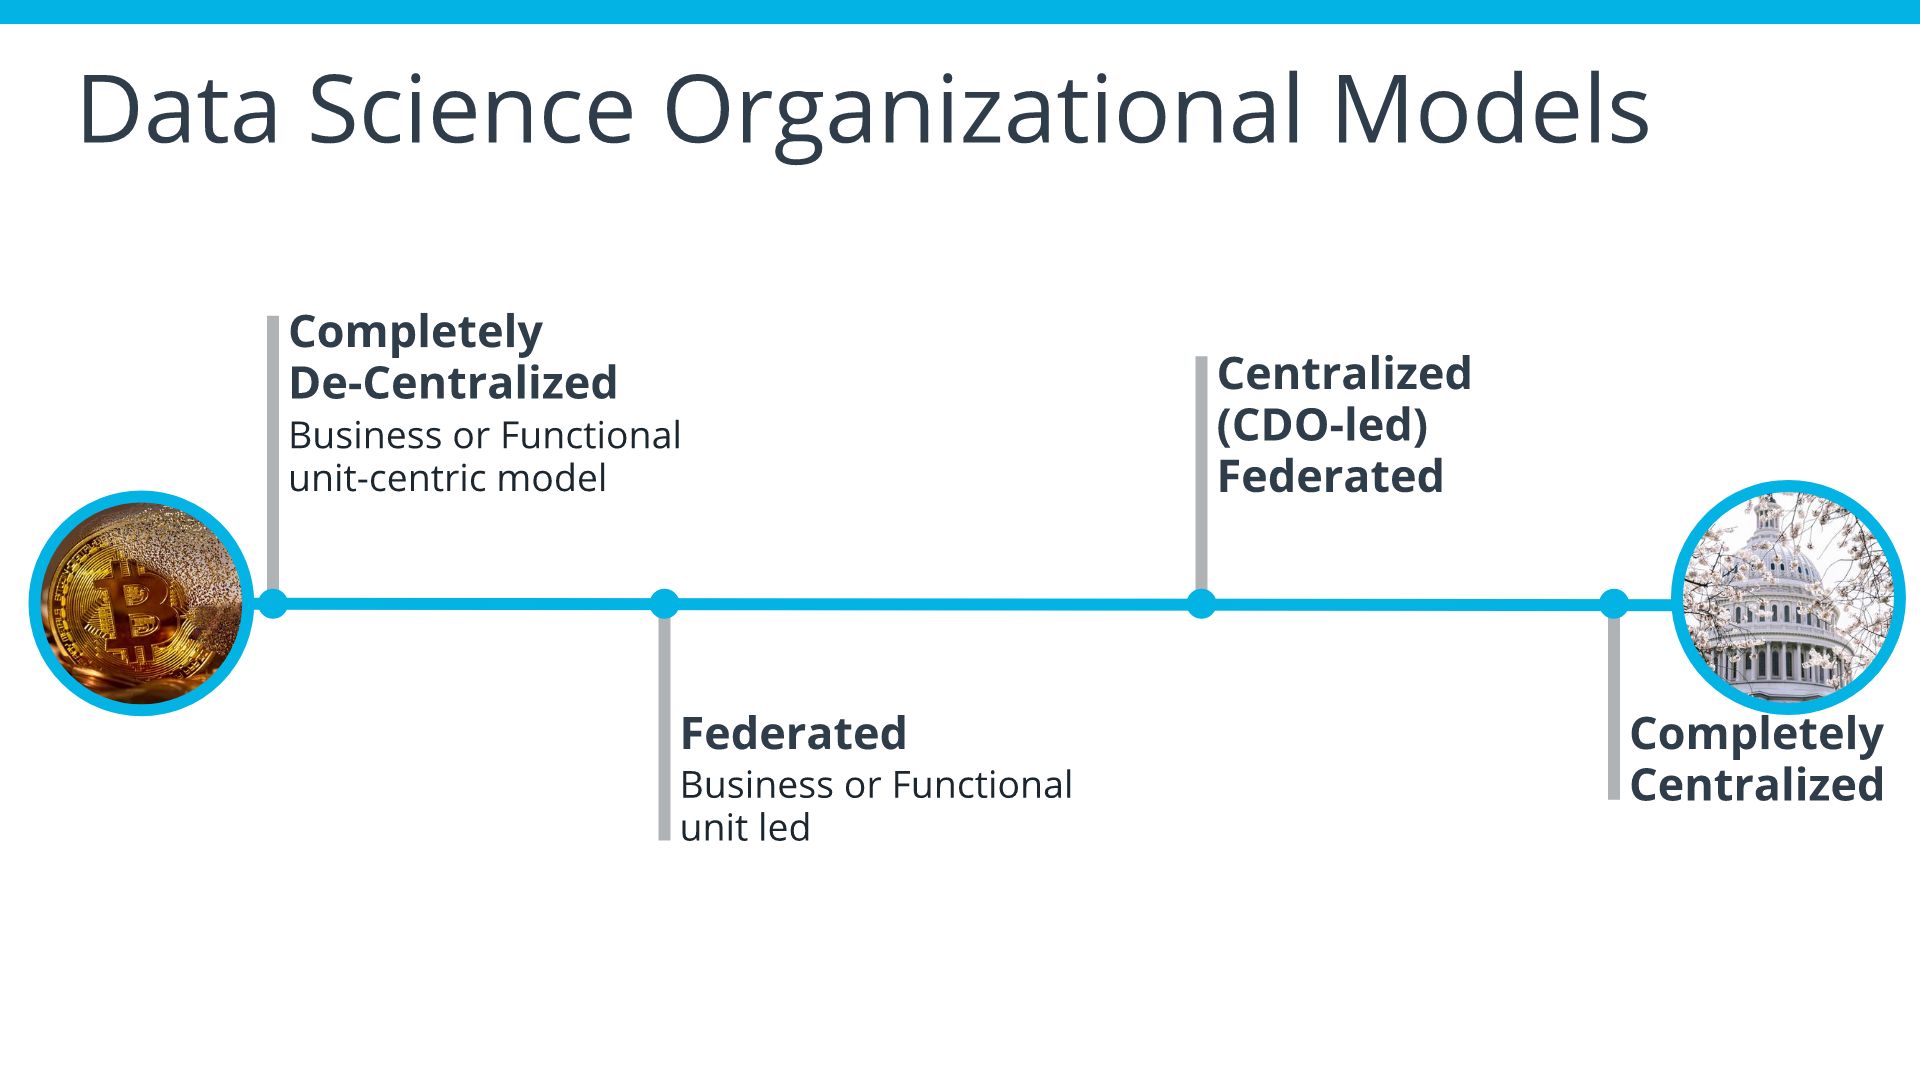 Data Science Organizational Models
Completely
De-Centralized
Business or Functional
unit-centric model
Centralized
(CDO-led)
Federated
Federated
Business or Functional
unit led
Completely
Centralized